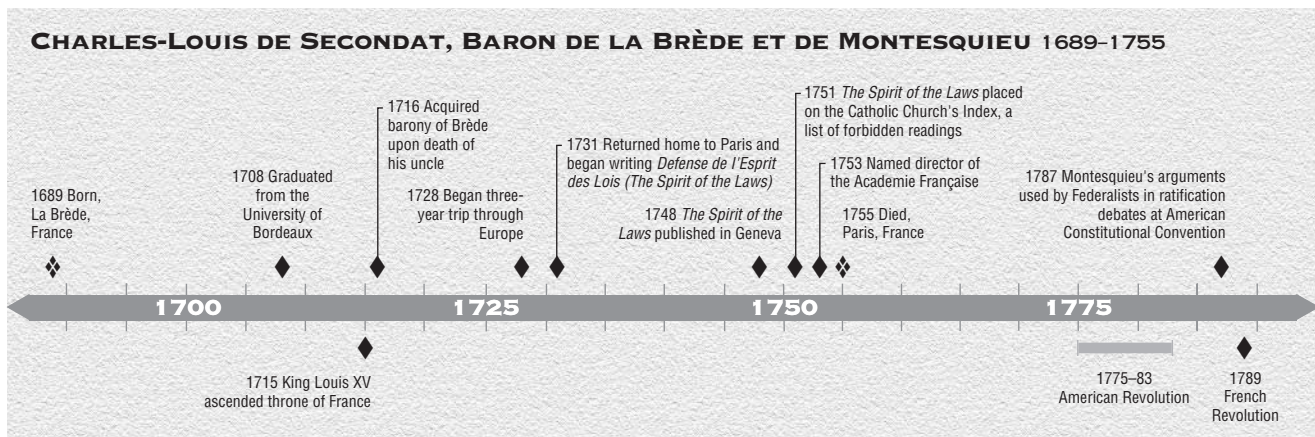 CHARLES-LOUIS DE SECONDAT, BARON DE LA BRÈDE ET DE MONTESQUIEU 1689–1755
1689 Born,
La Brède,
France
1708 Graduated
from the
University of
Bordeaux
1716 Acquired
barony of Brède
upon death of
his uncle
1728 Began three-
year trip through
Europe
1731 Returned home to Paris and
began writing Defense de l'Esprit
des Lois (The Spirit of the Laws)
1748 The Spirit of the
Laws published in Geneva
1751 The Spirit of the Laws placed
on the Catholic Church's Index, a
list of forbidden readings
1753 Named director of
the Academie Française
1755 Died,
Paris, France
1787 Montesquieu's arguments
used by Federalists in ratification
debates at American
Constitutional Convention
1700
1725
1750
1775
1715 King Louis XV
ascended throne of France
1775–83
American Revolution
1789
French
Revolution